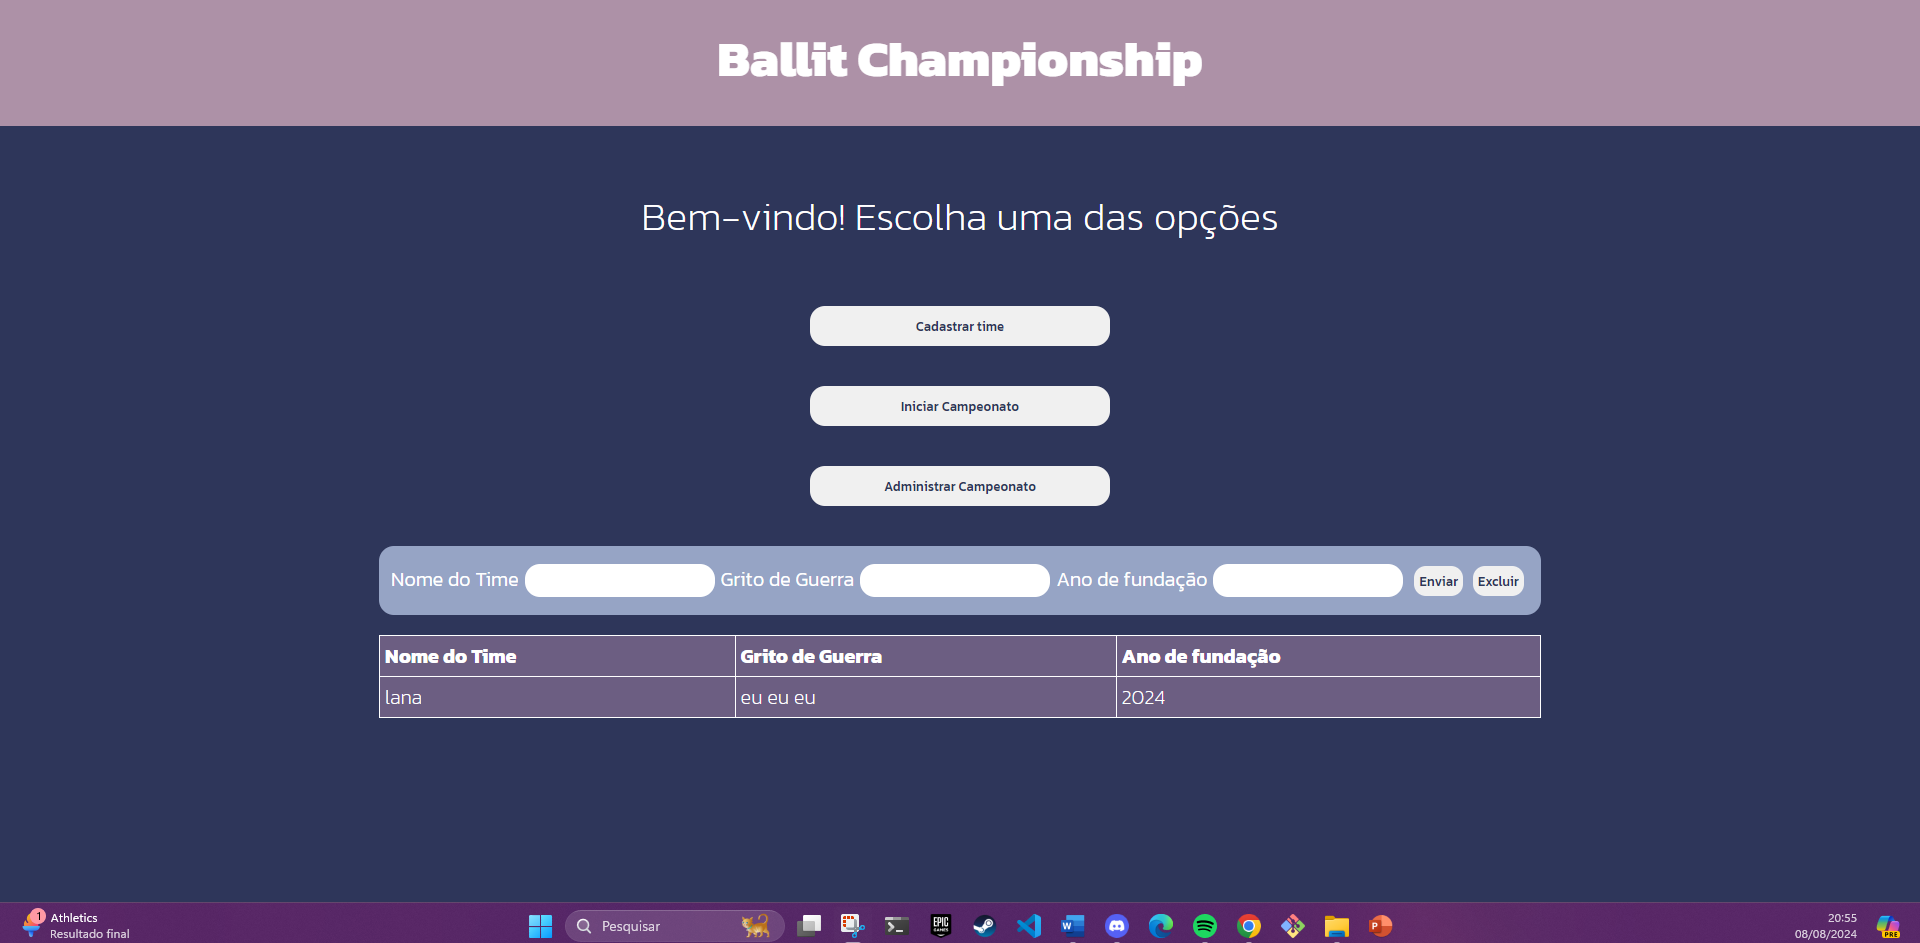 Ballit Championship
Bem-vindo! Escolha uma das opções
Cadastrar time
Iniciar Campeonato
Administrar Campeonato
Nome do Time Grito de Guerra Ano de fundação Enviar Excluir
Nome do Time Grito de Guerra Ano de fundação
lana eu eu eu 2024
1 Athletics
Resultado final
Pesquisar
EPIC
GAMES
W
P
20:55
08/08/2024
PRE